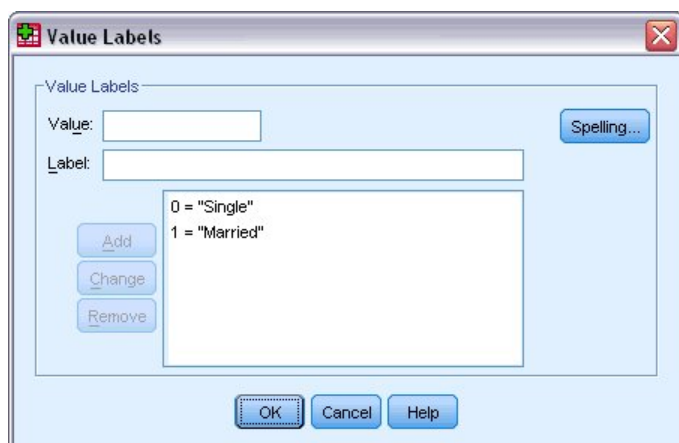 Value Labels
Value Labels
Value:
Spelling...
Label:
0 = "Single"
1 = "Married"
Add
Change
Remove
OK Cancel Help